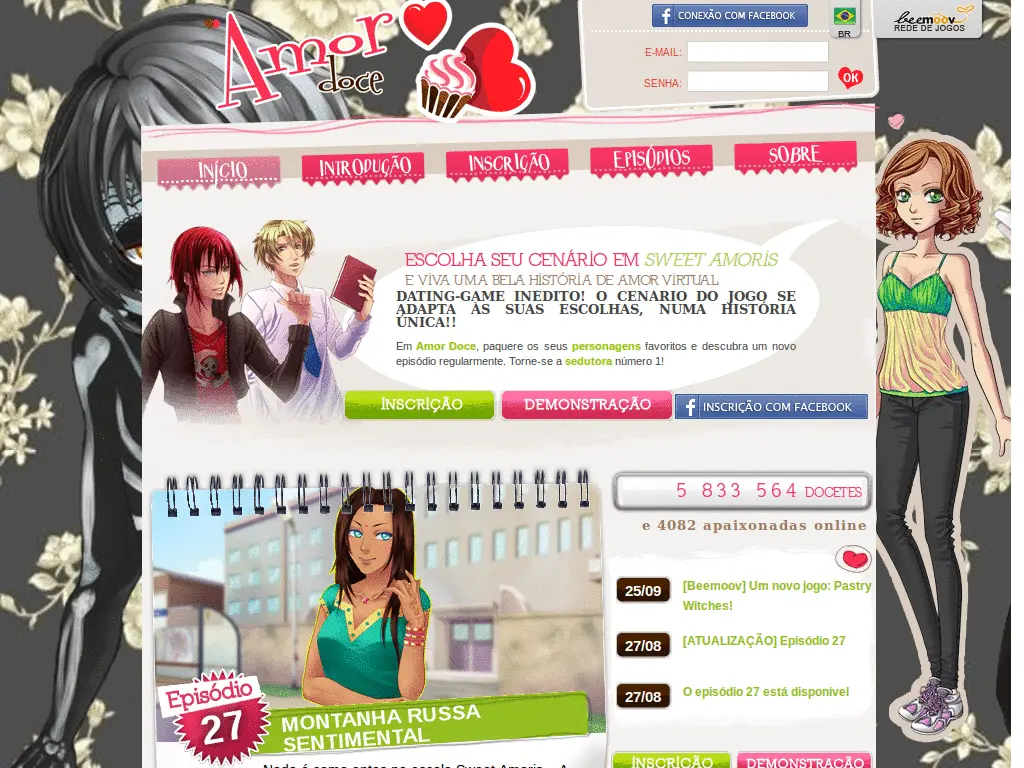 Amor
doce
CONEXÃO COM FACEBOOK
BR
beemoov
REDE DE JOGOS
E-MAIL:
SENHA:
OK
INÍCIO
INTRODUÇÃO
INSCRIÇÃO
EPISÓDIOS
SOBRE
ESCOLHA SEU CENÁRIO EM SWEET AMORIS
E VIVA UMA BELA HISTÓRIA DE AMOR VIRTUAL
DATING-GAME INEDITO! O CENARIO DO JOGO SE
ADAPTA ÀS SUAS ESCOLHAS, NUMA HISTÓRIA
ÚNICA!!
Em Amor Doce, paquere os seus personagens favoritos e descubra um novo
episódio regularmente. Torne-se a sedutora número 1!
INSCRIÇÃO
DEMONSTRAÇÃO
INSCRIÇÃO COM FACEBOOK
5 833 564 DOCETES
e 4082 apaixonadas online
25/09
[Beemoov] Um novo jogo: Pastry
Witches!
27/08
[ATUALIZAÇÃO] Episódio 27
27/08
O episódio 27 está disponível
Episódio
27
MONTANHA RUSSA
SENTIMENTAL
Nada é como antes na escola Sweet Amoris... A
INSCRIÇÃO
DEMONSTRAÇÃO